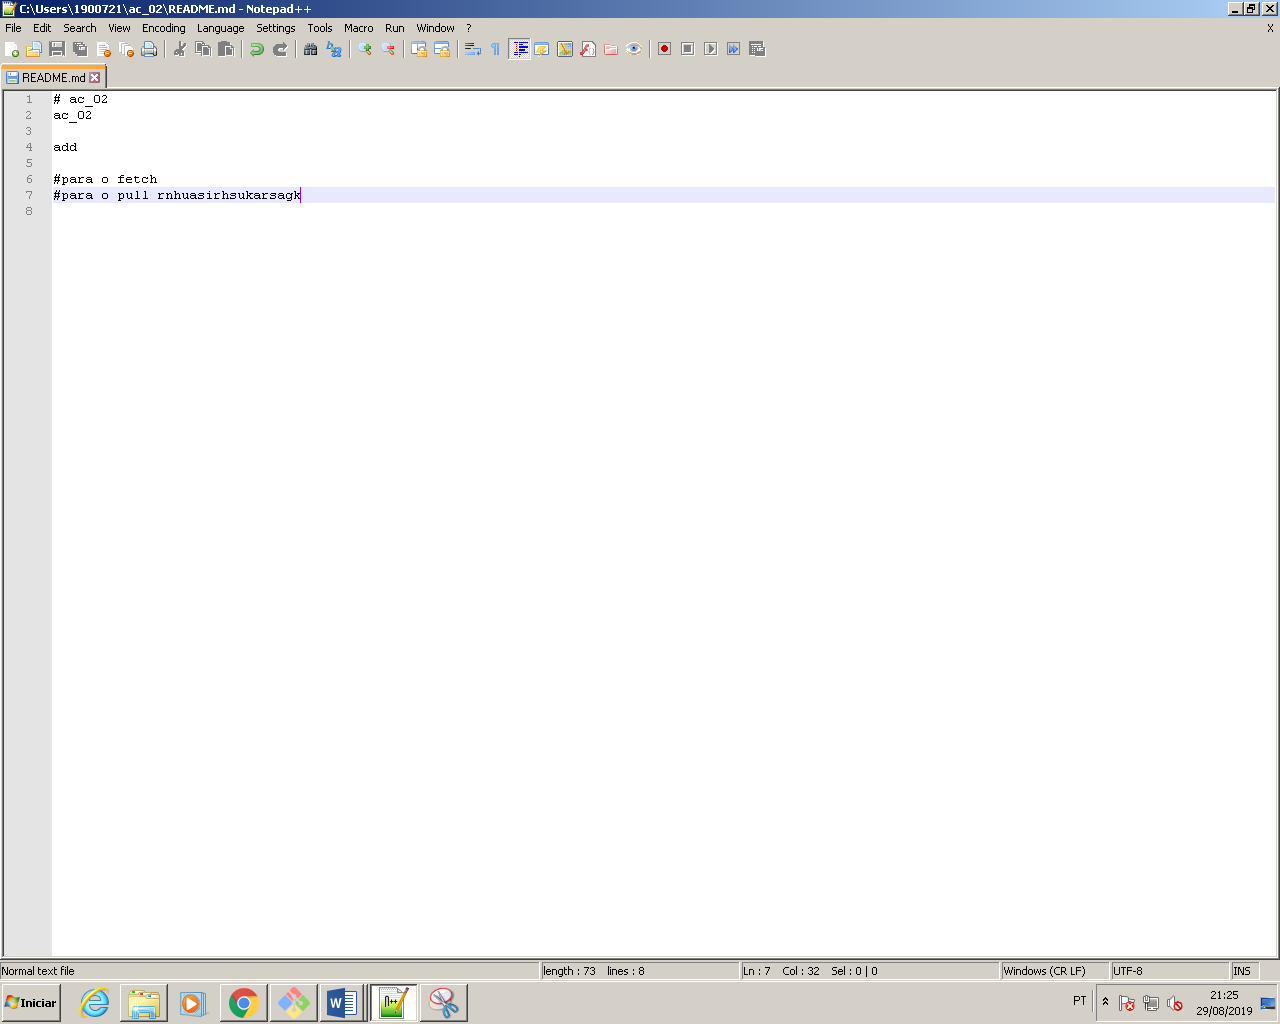 C:\Users\1900721\ac_02\README.md - Notepad++
File Edit Search View Encoding Language Settings Tools Macro Run Window ? X
README.md
1 # ac_02
2 ac_02
3
4 add
5
6 #para o fetch
7 #para o pull rnhuasirhsukarsagk
8
Normal text file length : 73 lines : 8 Ln : 7 Col : 32 Sel : 0 | 0 Windows (CR LF) UTF-8 INS
Iniciar PT 21:25
29/08/2019